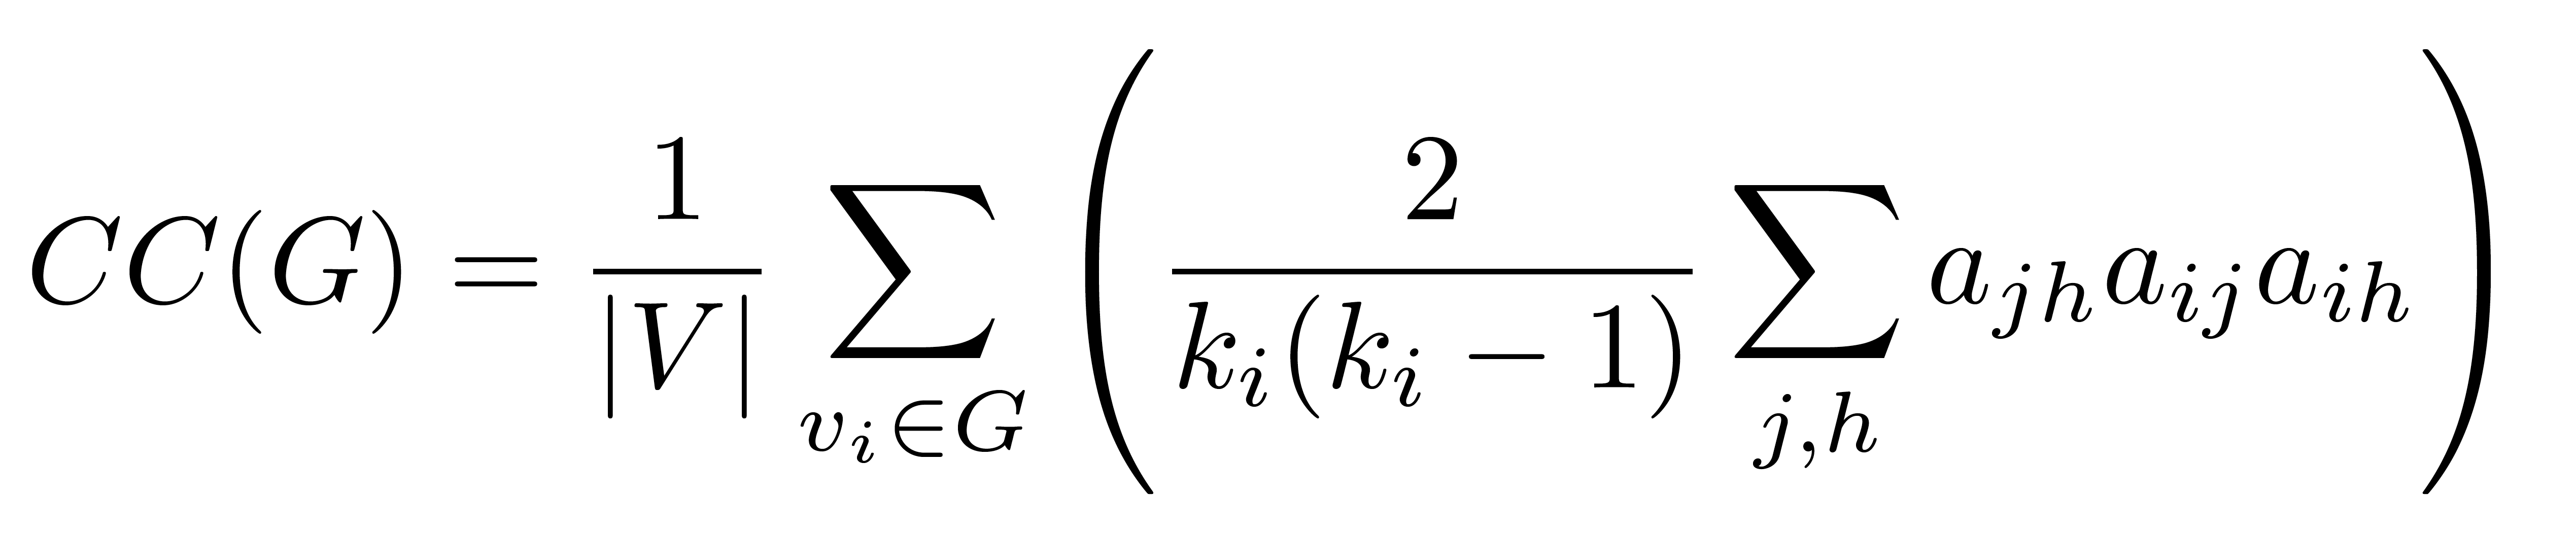 $CC(G) = \frac{1}{|V|} \sum_{v_i \in G} \left( \frac{2}{k_i(k_i - 1)} \sum_{j,h} a_{jh} a_{ij} a_{ih} \right)$